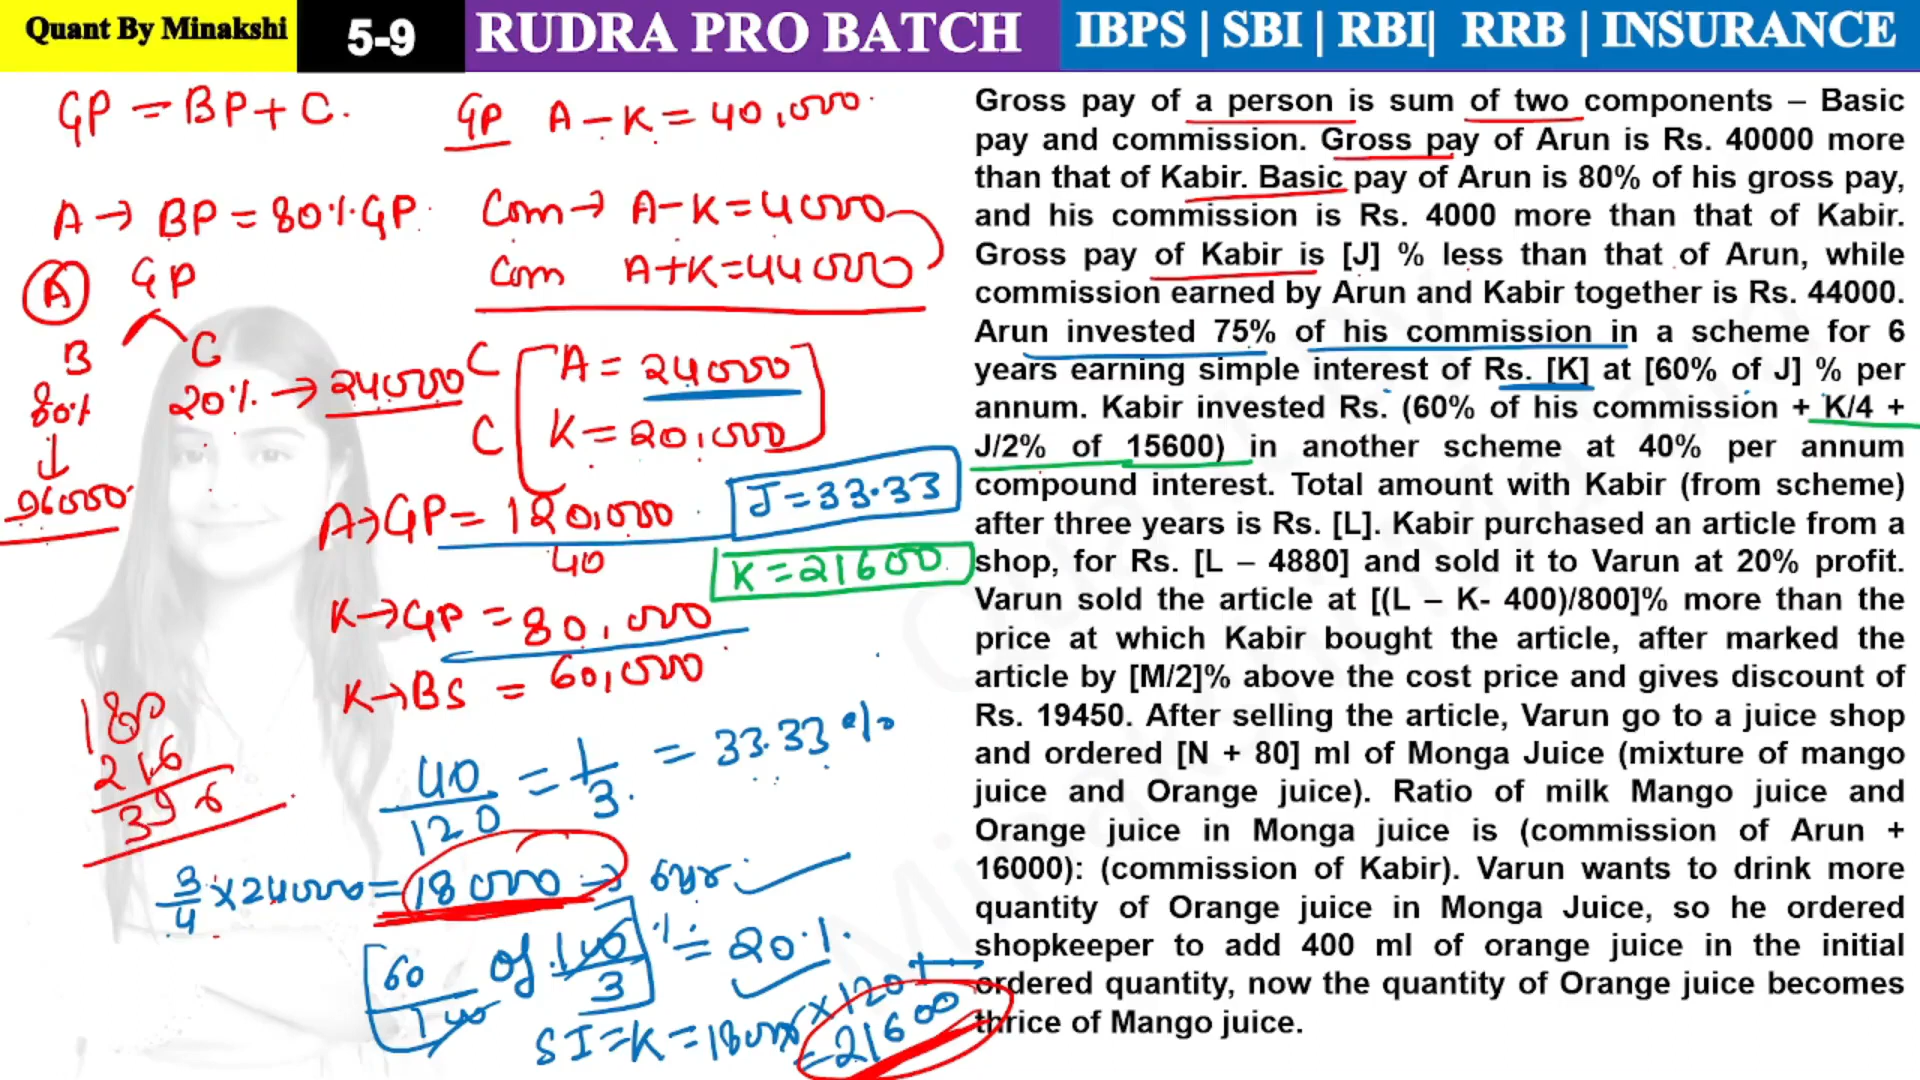 Quant By Minakshi
5-9
RUDRA PRO BATCH
IBPS | SBI | RBI| RRB | INSURANCE
GP = BP + C.
GP A - K = 40,000
A → BP = 80% GP.
Com → A - K = 4000
Com A + K = 44000
A GP
B C
80% 20% → 24000
↓
96000
C A = 24000
C K = 20,000
A → GP = 120,000
40
J = 33.33
K = 21600
K → GP = 80,000
K → BS = 60,000
180
216
396
40/120 = 1/3 = 33.33%
3/4 × 24000 = 18000 → 6yr
60/100 of 100/3 % = 20%.
SI = K = 18000 × 120
= 21600
Gross pay of a person is sum of two components – Basic
pay and commission. Gross pay of Arun is Rs. 40000 more
than that of Kabir. Basic pay of Arun is 80% of his gross pay,
and his commission is Rs. 4000 more than that of Kabir.
Gross pay of Kabir is [J] % less than that of Arun, while
commission earned by Arun and Kabir together is Rs. 44000.
Arun invested 75% of his commission in a scheme for 6
years earning simple interest of Rs. [K] at [60% of J] % per
annum. Kabir invested Rs. (60% of his commission + K/4 +
J/2% of 15600) in another scheme at 40% per annum
compound interest. Total amount with Kabir (from scheme)
after three years is Rs. [L]. Kabir purchased an article from a
shop, for Rs. [L – 4880] and sold it to Varun at 20% profit.
Varun sold the article at [(L – K- 400)/800]% more than the
price at which Kabir bought the article, after marked the
article by [M/2]% above the cost price and gives discount of
Rs. 19450. After selling the article, Varun go to a juice shop
and ordered [N + 80] ml of Monga Juice (mixture of mango
juice and Orange juice). Ratio of milk Mango juice and
Orange juice in Monga juice is (commission of Arun +
16000): (commission of Kabir). Varun wants to drink more
quantity of Orange juice in Monga Juice, so he ordered
shopkeeper to add 400 ml of orange juice in the initial
ordered quantity, now the quantity of Orange juice becomes
thrice of Mango juice.